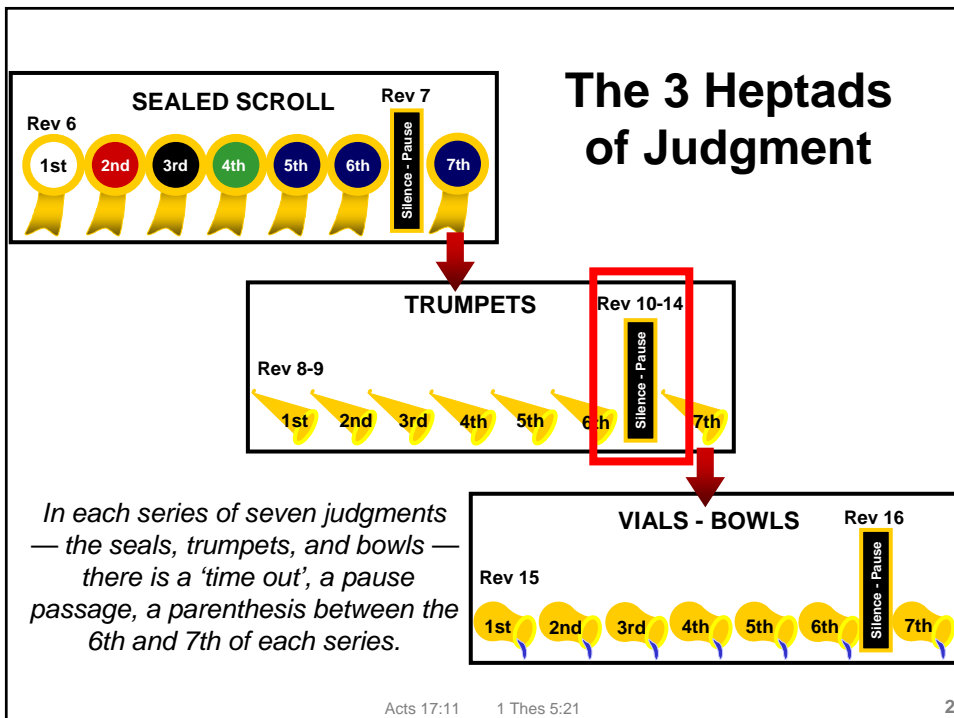 The 3 Heptads
of Judgment
SEALED SCROLL
Rev 7
Rev 6
1st 2nd 3rd 4th 5th 6th Silence - Pause 7th
TRUMPETS
Rev 10-14
Rev 8-9
1st 2nd 3rd 4th 5th 6th Silence - Pause 7th
In each series of seven judgments
— the seals, trumpets, and bowls —
there is a ‘time out’, a pause
passage, a parenthesis between the
6th and 7th of each series.
VIALS - BOWLS
Rev 16
Rev 15
1st 2nd 3rd 4th 5th 6th Silence - Pause 7th
Acts 17:11 1 Thes 5:21
2